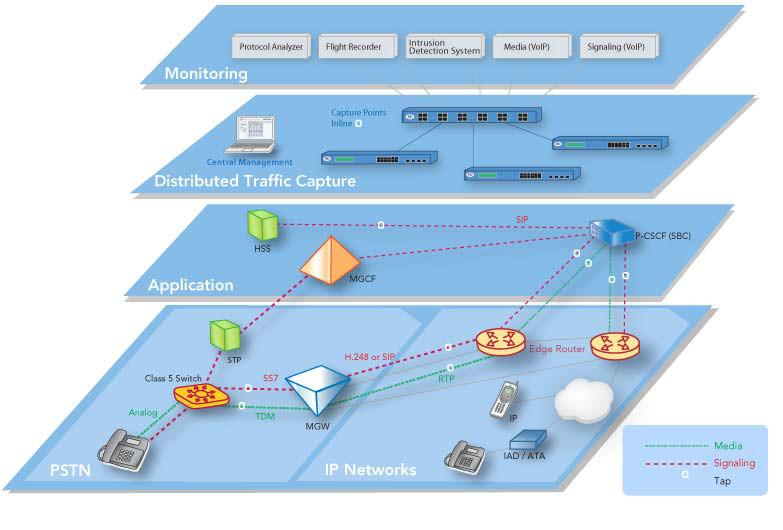 Protocol Analyzer
Flight Recorder
Intrusion
Detection System
Media (VoIP)
Signaling (VoIP)
Monitoring
Capture Points
Inline
Central Management
Distributed Traffic Capture
SIP
HSS
P-CSCF (SBC)
MGCF
Application
STP
H.248 or SIP
Edge Router
Class 5 Switch
SS7
RTP
Analog
TDM
MGW
IP
IAD / ATA
PSTN
IP Networks
Media
Signaling
Tap